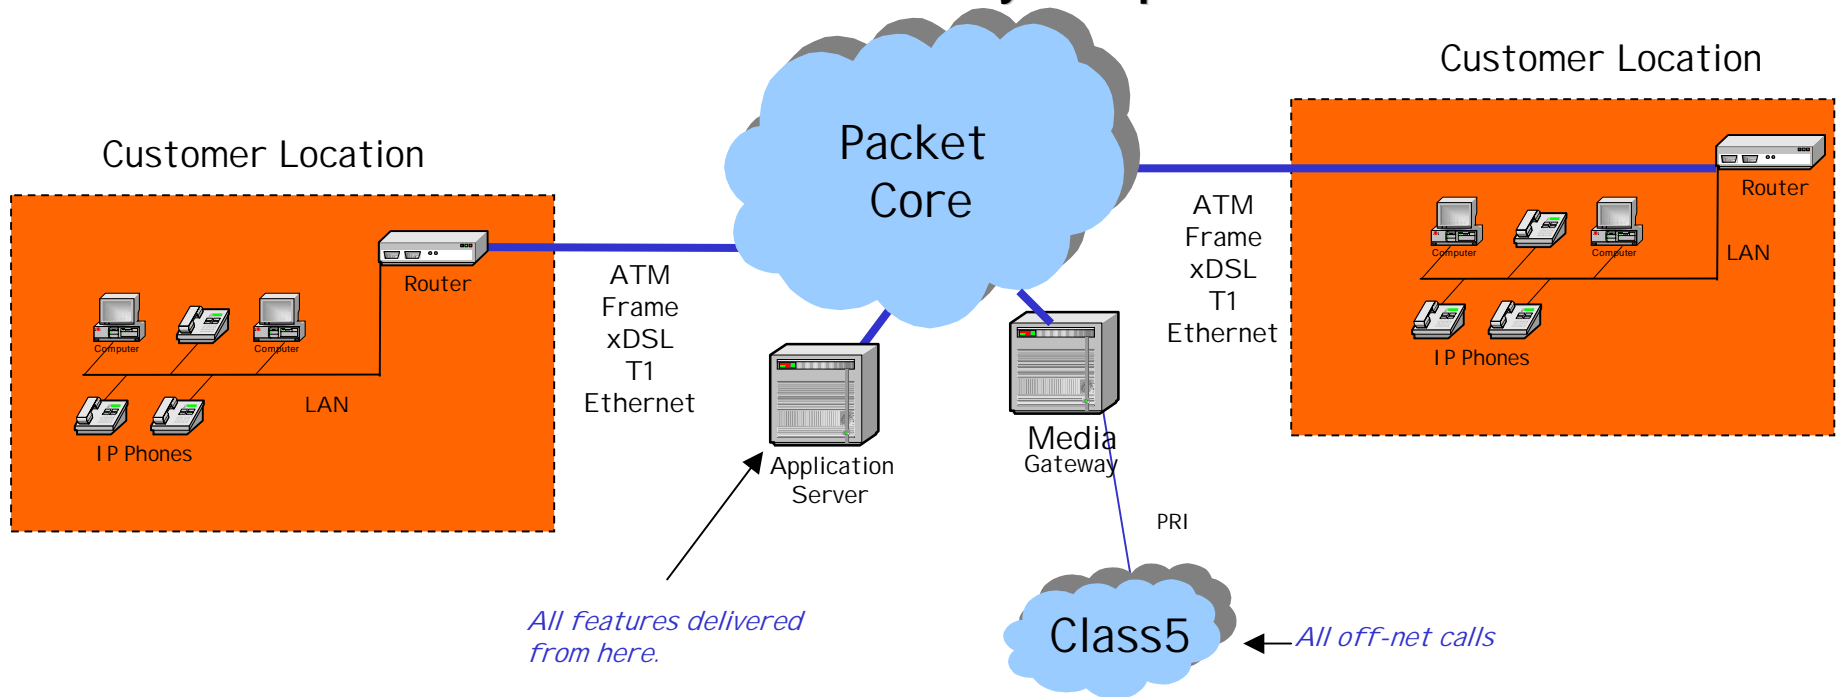 Customer Location
Packet
Core
Customer Location
Router
ATM
Frame
xDSL
T1
Ethernet
Computer
Computer
LAN
IP Phones
Application
Server
Media
Gateway
ATM
Frame
xDSL
T1
Ethernet
Router
Computer
Computer
LAN
IP Phones
PRI
All features delivered
from here.
Class5
All off-net calls